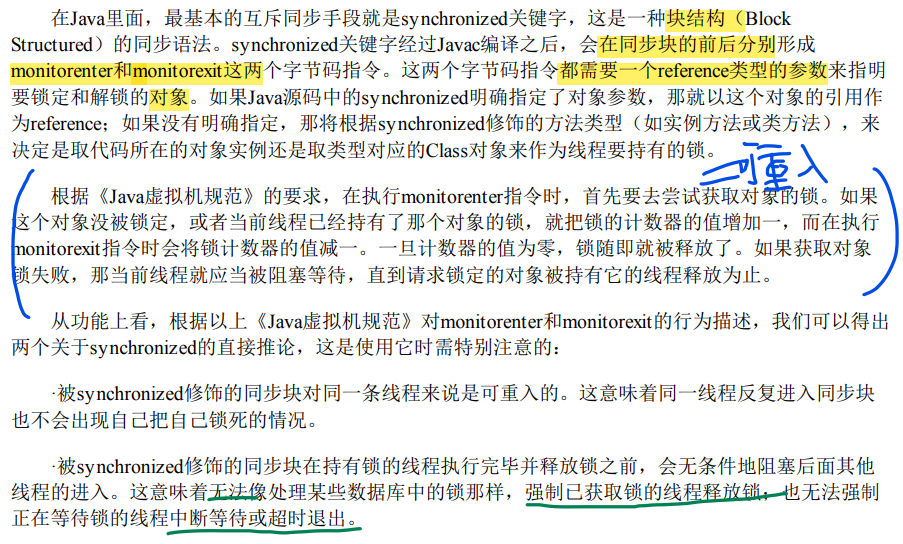 在Java里面，最基本的互斥同步手段就是synchronized关键字，这是一种块结构（Block
Structured）的同步语法。synchronized关键字经过Javac编译之后，会在同步块的前后分别形成
monitorenter和monitorexit这两个字节码指令。这两个字节码指令都需要一个reference类型的参数来指明
要锁定和解锁的对象。如果Java源码中的synchronized明确指定了对象参数，那就以这个对象的引用作
为reference；如果没有明确指定，那将根据synchronized修饰的方法类型（如实例方法或类方法），来
决定是取代码所在的对象实例还是取类型对应的Class对象来作为线程要持有的锁。
可重入
根据《Java虚拟机规范》的要求，在执行monitorenter指令时，首先要去尝试获取对象的锁。如果
这个对象没被锁定，或者当前线程已经持有了那个对象的锁，就把锁的计数器的值增加一，而在执行
monitorexit指令时会将锁计数器的值减一。一旦计数器的值为零，锁随即就被释放了。如果获取对象
锁失败，那当前线程就应当被阻塞等待，直到请求锁定的对象被持有它的线程释放为止。
从功能上看，根据以上《Java虚拟机规范》对monitorenter和monitorexit的行为描述，我们可以得出
两个关于synchronized的直接推论，这是使用它时需特别注意的：
·被synchronized修饰的同步块对同一条线程来说是可重入的。这意味着同一线程反复进入同步块
也不会出现自己把自己锁死的情况。
·被synchronized修饰的同步块在持有锁的线程执行完毕并释放锁之前，会无条件地阻塞后面其他
线程的进入。这意味着无法像处理某些数据库中的锁那样，强制已获取锁的线程释放锁；也无法强制
正在等待锁的线程中断等待或超时退出。